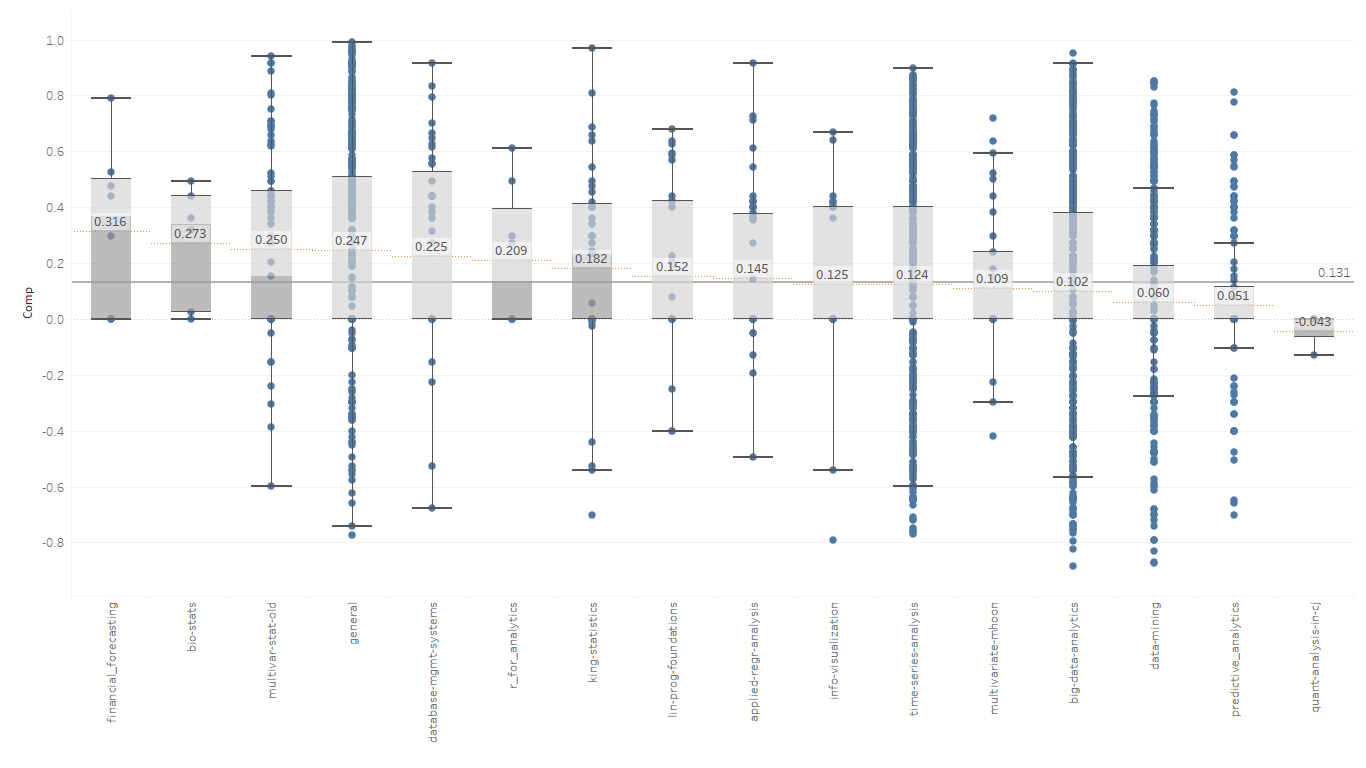 1.0
0.8
0.6
0.4
0.2
0.0
-0.2
-0.4
-0.6
-0.8
Comp
0.316
0.273
0.250
0.247
0.225
0.209
0.182
0.152
0.145
0.125
0.124
0.109
0.102
0.060
0.051
-0.043
0.131
financial_forecasting
bio-stats
multivar-stat-old
general
database-mgmt-systems
r_for_analytics
king-statistics
lin-prog-foundations
applied-regr-analysis
info-visualization
time-series-analysis
multivariate-mhoon
big-data-analytics
data-mining
predictive_analytics
quant-analysis-in-cj